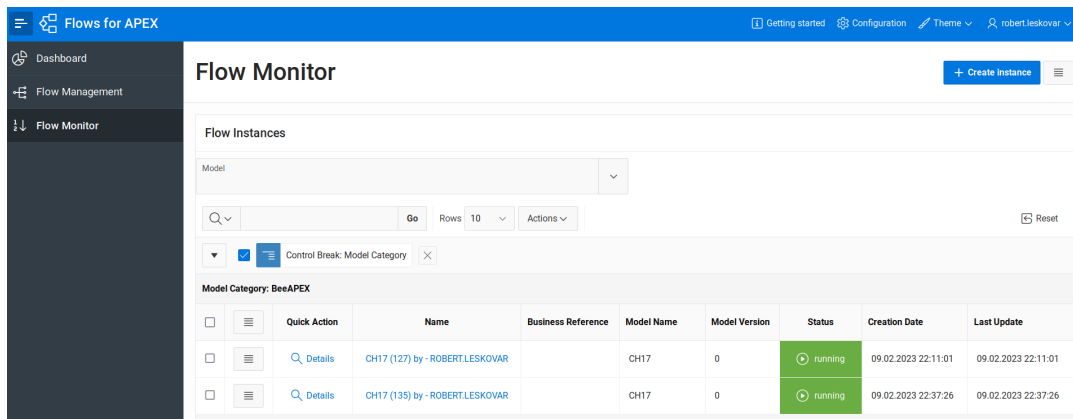 Flows for APEX
Getting started Configuration Theme robert.leskovar
Dashboard
Flow Management
Flow Monitor
Flow Monitor
+ Create instance
Flow Instances
Model
Go Rows 10 Actions Reset
Control Break: Model Category
Model Category: BeeAPEX
Quick Action Name Business Reference Model Name Model Version Status Creation Date Last Update
Details CH17 (127) by - ROBERT.LESKOVAR CH17 0 running 09.02.2023 22:11:01 09.02.2023 22:11:01
Details CH17 (135) by - ROBERT.LESKOVAR CH17 0 running 09.02.2023 22:37:26 09.02.2023 22:37:26